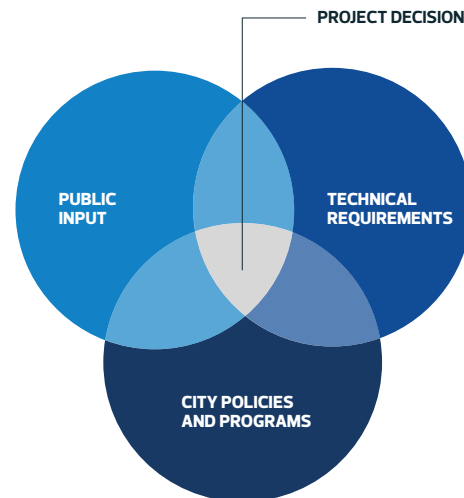 PROJECT DECISION
PUBLIC
INPUT
TECHNICAL
REQUIREMENTS
CITY POLICIES
AND PROGRAMS